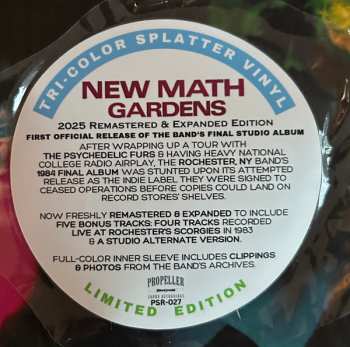 TRI-COLOR SPLATTER VINYL
NEW MATH
GARDENS
2025 REMASTERED & EXPANDED EDITION
FIRST OFFICIAL RELEASE OF THE BAND'S FINAL STUDIO ALBUM
AFTER WRAPPING UP A TOUR WITH
THE PSYCHEDELIC FURS & HAVING HEAVY NATIONAL
COLLEGE RADIO AIRPLAY, THE ROCHESTER, NY BAND'S
1984 FINAL ALBUM WAS STUNTED UPON ITS ATTEMPTED
RELEASE AS THE INDIE LABEL THEY WERE SIGNED TO
CEASED OPERATIONS BEFORE COPIES COULD LAND ON
RECORD STORES' SHELVES.
NOW FRESHLY REMASTERED & EXPANDED TO INCLUDE
FIVE BONUS TRACKS: FOUR TRACKS RECORDED
LIVE AT ROCHESTER'S SCORGIES IN 1983
& A STUDIO ALTERNATE VERSION.
FULL-COLOR INNER SLEEVE INCLUDES CLIPPINGS
& PHOTOS FROM THE BAND'S ARCHIVES.
PROPELLER
SOUND RECORDINGS
PSR-027
LIMITED EDITION